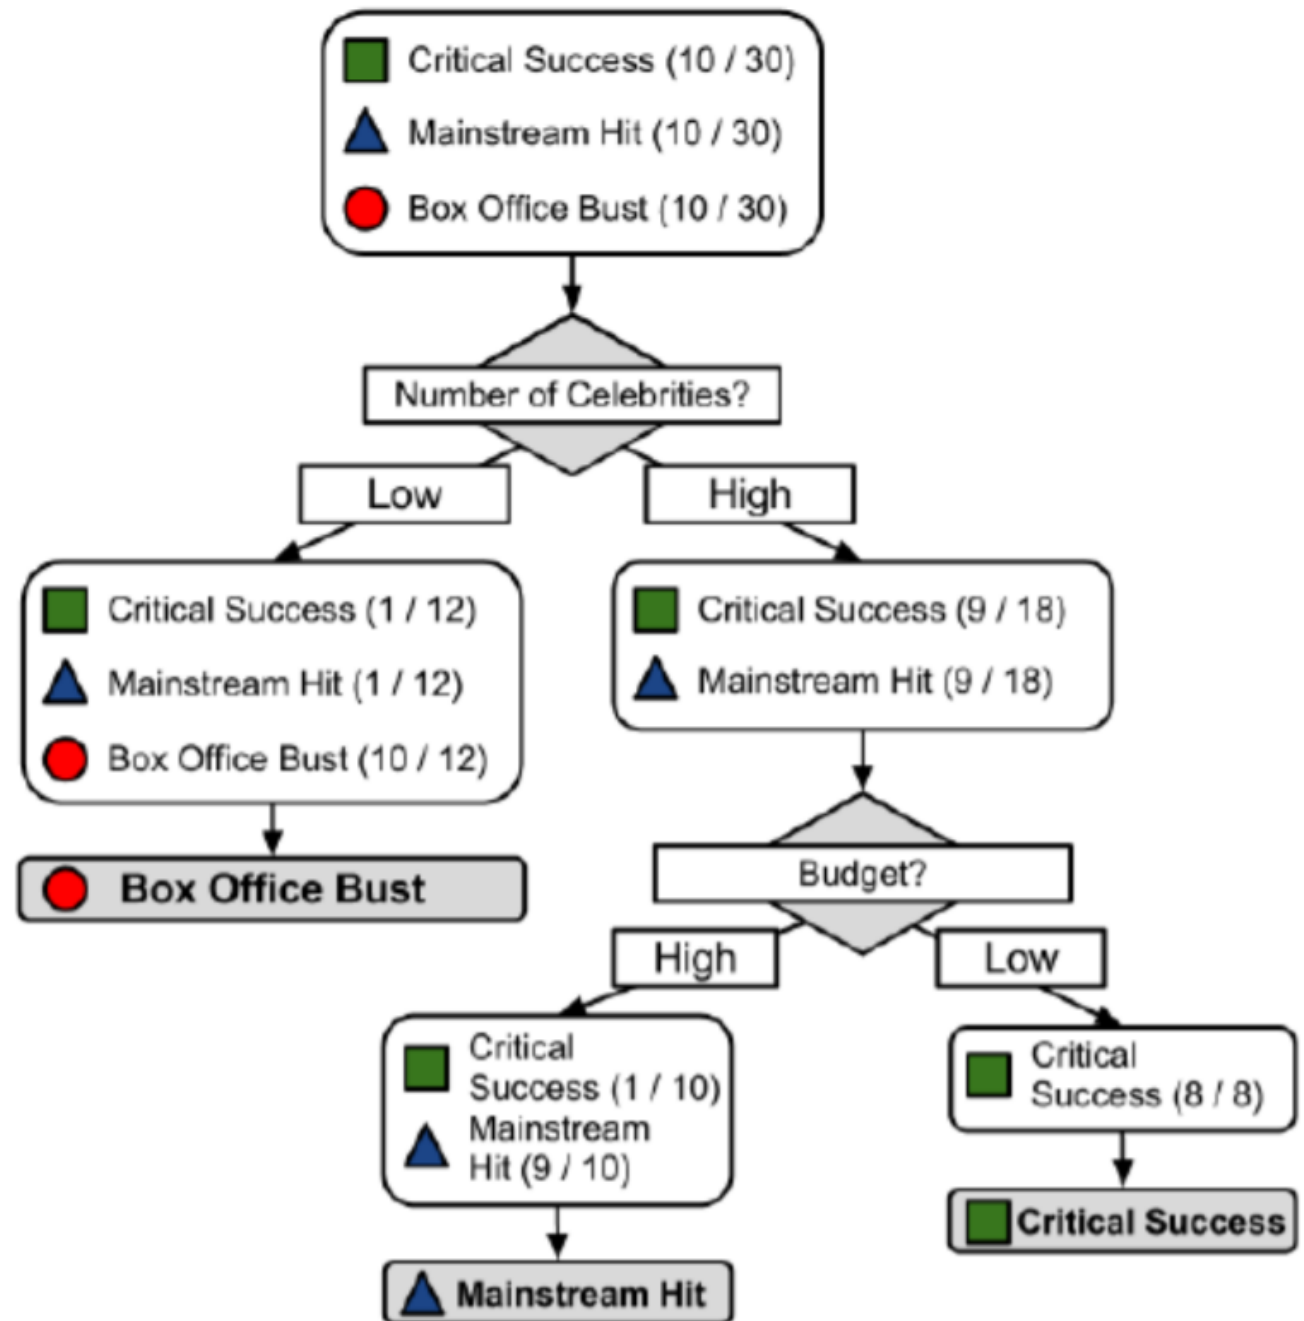 Critical Success (10 / 30)
Mainstream Hit (10 / 30)
Box Office Bust (10 / 30)
Number of Celebrities?
Low
High
Critical Success (1 / 12)
Mainstream Hit (1 / 12)
Box Office Bust (10 / 12)
Box Office Bust
Critical Success (9 / 18)
Mainstream Hit (9 / 18)
Budget?
High
Low
Critical
Success (1 / 10)
Mainstream
Hit (9 / 10)
Mainstream Hit
Critical
Success (8 / 8)
Critical Success